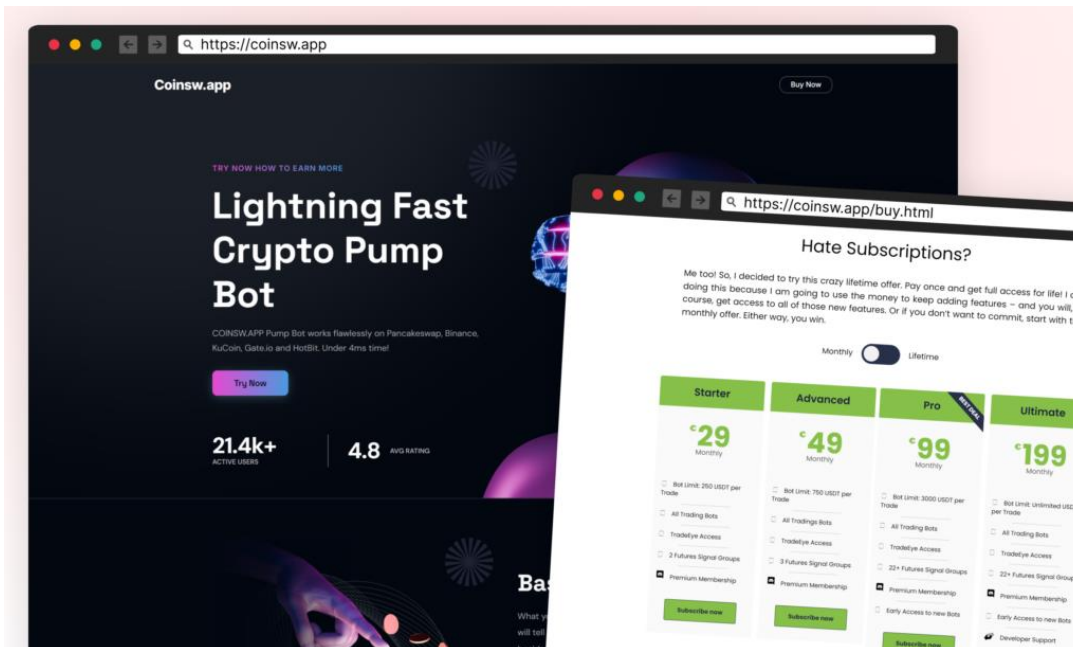 https://coinsw.app
Coinsw.app
Buy Now
TRY NOW HOW TO EARN MORE
Lightning Fast
Crypto Pump
Bot
COINSW.APP Pump Bot works flawlessly on Pancakeswap, Binance,
KuCoin, Gate.io and HotBit. Under 4ms time!
Try Now
21.4k+
ACTIVE USERS
4.8 AVG RATING
What
will tell
https://coinsw.app/buy.html
Hate Subscriptions?
Me too! So, I decided to try this crazy lifetime offer. Pay once and get full access for life! I
doing this because I am going to use the money to keep adding features – and you will,
course, get access to all of those new features. Or if you don't want to commit, start with
monthly offer. Either way, you win.
Monthly
Lifetime
Starter
€29
Monthly
Bot Limit: 250 USDT per
Trade
All Trading Bots
TradeEye Access
2 Futures Signal Groups
Premium Membership
Subscribe now
Advanced
€49
Monthly
Bot Limit: 750 USDT per
Trade
All Tradings Bots
TradeEye Access
3 Futures Signal Groups
Premium Membership
Subscribe now
Pro
BEST DEAL
€99
Monthly
Bot Limit: 3000 USDT per
Trade
All Trading Bots
TradeEye Access
22+ Futures Signal Groups
Premium Membership
Early Access to new Bots
Subscribe now
Ultimate
€199
Monthly
Bot Limit: Unlimited
per Trade
All Trading Bots
TradeEye Access
22+ Futures Signal
Premium Membership
Early Access to new Bots
Developer Support